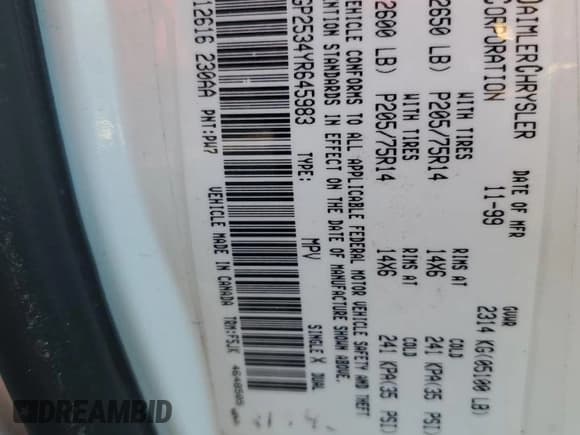 DAIMLERCHRYSLER
CORPORATION
DATE OF MFR
11-99
GVWR
2314 KG(05100 LB)
2650 LB)
WITH TIRES
P205/75R14
RIMS AT
14X6
COLD
241 KPA(35 PSI)
2600 LB)
WITH TIRES
P205/75R14
RIMS AT
14X6
COLD
241 KPA(35 PSI)
VEHICLE CONFORMS TO ALL APPLICABLE FEDERAL MOTOR VEHICLE SAFETY AND THEFT
STANDARDS IN EFFECT ON THE DATE OF MANUFACTURE SHOWN ABOVE.
GP2534YR645983
TYPE:
MPV
SINGLE X
DUAL
12616 230AA
PNT:PW7
VEHICLE MADE IN CANADA
TRM:F5JK
DREAMBID